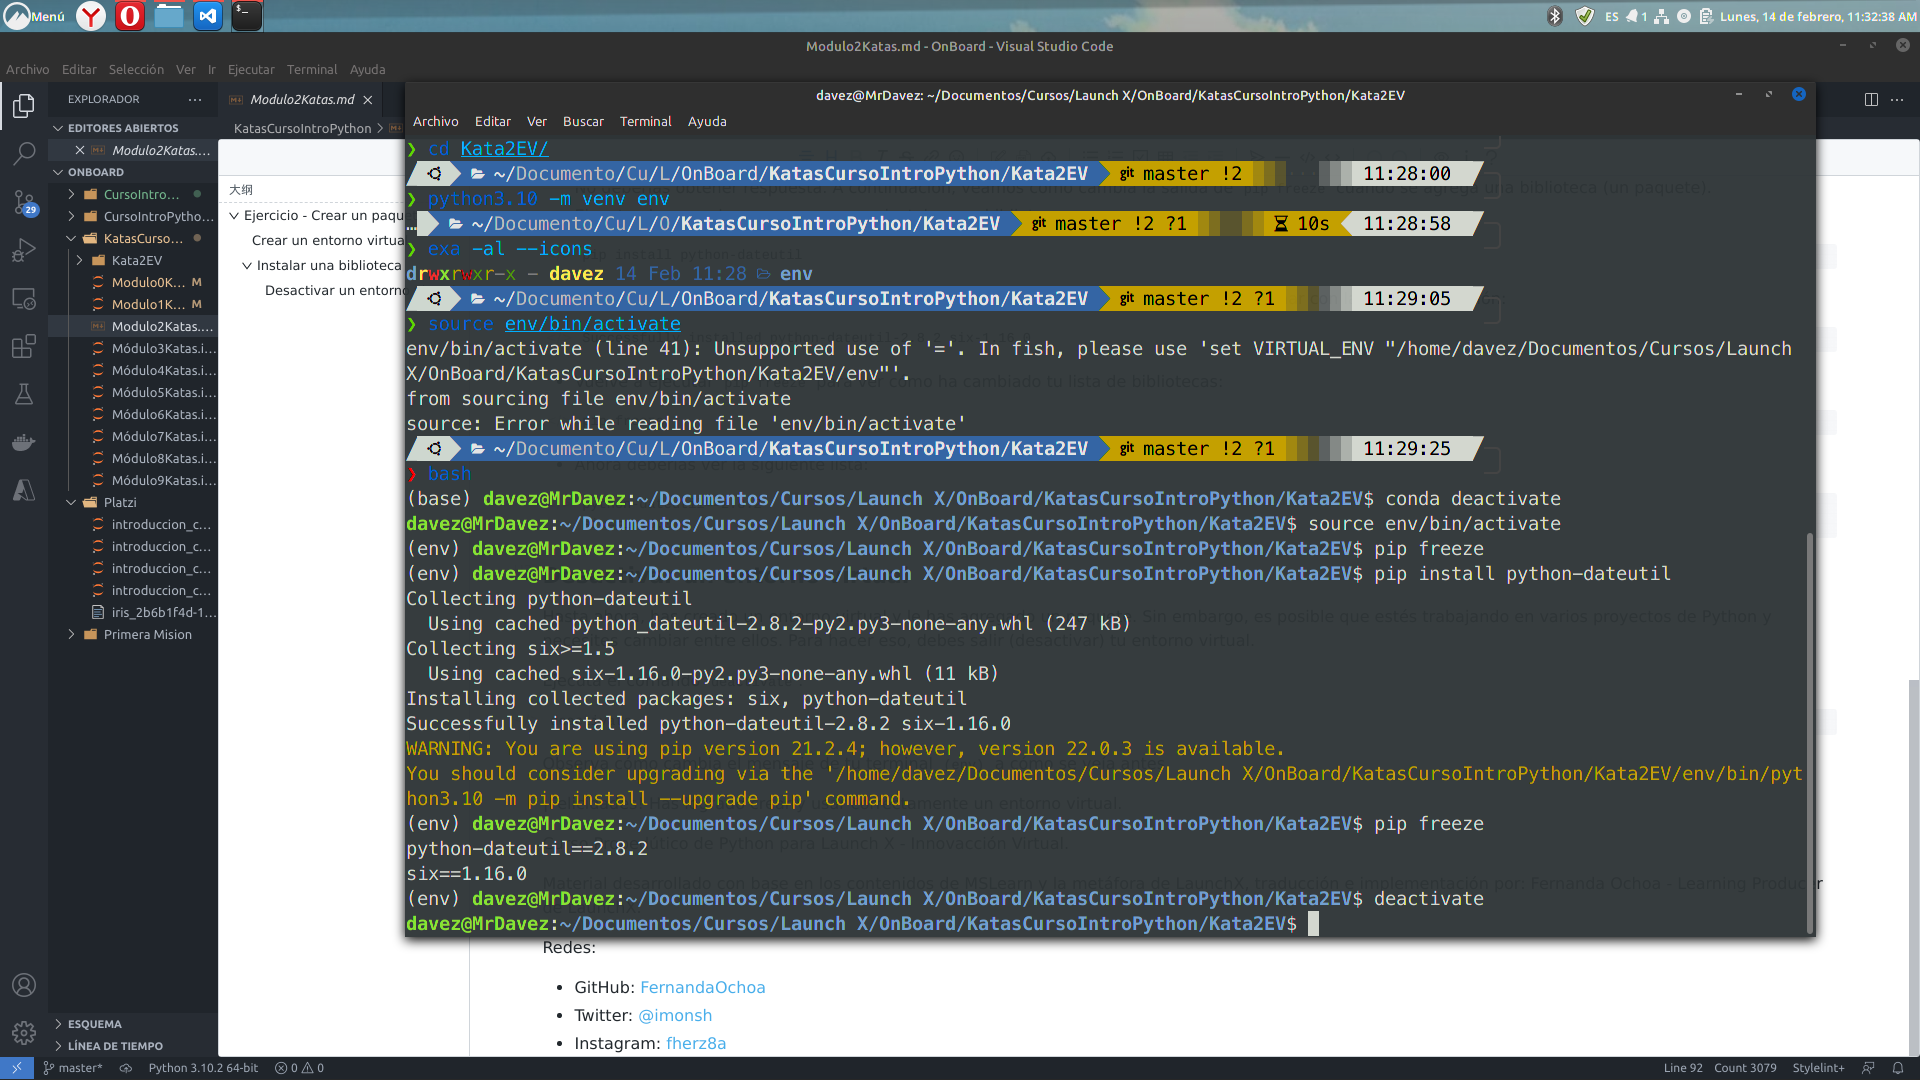 Menú
ES
1
Lunes, 14 de febrero, 11:32:38 AM
Modulo2Katas.md - OnBoard - Visual Studio Code
Archivo Editar Selección Ver Ir Ejecutar Terminal Ayuda
EXPLORADOR
EDITORES ABIERTOS
Modulo2Katas....
ONBOARD
CursoIntro...
CursoIntroPytho...
KatasCurso...
Kata2EV
Modulo0K... M
Modulo1K... M
Modulo2Katas....
Módulo3Katas.i...
Módulo4Katas.i...
Módulo5Katas.i...
Módulo6Katas.i...
Módulo7Katas.i...
Módulo8Katas.i...
Módulo9Katas.i...
Platzi
introduccion_c...
introduccion_c...
introduccion_c...
introduccion_c...
iris_2b6b1f4d-1...
Primera Mision
ESQUEMA
LÍNEA DE TIEMPO
29
Modulo2Katas.md
KatasCursoIntroPython >
大纲
Ejercicio - Crear un paqu
Crear un entorno virtua
Instalar una biblioteca
Desactivar un entorno
davez@MrDavez: ~/Documentos/Cursos/Launch X/OnBoard/KatasCursoIntroPython/Kata2EV
Archivo Editar Ver Buscar Terminal Ayuda
❯ cd Kata2EV/
~/Documento/Cu/L/OnBoard/KatasCursoIntroPython/Kata2EV git master !2 11:28:00
❯ python3.10 -m venv env
… ~/Documento/Cu/L/O/KatasCursoIntroPython/Kata2EV git master !2 ?1 10s 11:28:58
❯ exa -al --icons
drwxrwxr-x - davez 14 Feb 11:28 env
~/Documento/Cu/L/OnBoard/KatasCursoIntroPython/Kata2EV git master !2 ?1 11:29:05
❯ source env/bin/activate
env/bin/activate (line 41): Unsupported use of '='. In fish, please use 'set VIRTUAL_ENV "/home/davez/Documentos/Cursos/Launch
X/OnBoard/KatasCursoIntroPython/Kata2EV/env"'.
from sourcing file env/bin/activate
source: Error while reading file 'env/bin/activate'
~/Documento/Cu/L/OnBoard/KatasCursoIntroPython/Kata2EV git master !2 ?1 11:29:25
❯ bash
(base) davez@MrDavez:~/Documentos/Cursos/Launch X/OnBoard/KatasCursoIntroPython/Kata2EV$ conda deactivate
davez@MrDavez:~/Documentos/Cursos/Launch X/OnBoard/KatasCursoIntroPython/Kata2EV$ source env/bin/activate
(env) davez@MrDavez:~/Documentos/Cursos/Launch X/OnBoard/KatasCursoIntroPython/Kata2EV$ pip freeze
(env) davez@MrDavez:~/Documentos/Cursos/Launch X/OnBoard/KatasCursoIntroPython/Kata2EV$ pip install python-dateutil
Collecting python-dateutil
Using cached python_dateutil-2.8.2-py2.py3-none-any.whl (247 kB)
Collecting six>=1.5
Using cached six-1.16.0-py2.py3-none-any.whl (11 kB)
Installing collected packages: six, python-dateutil
Successfully installed python-dateutil-2.8.2 six-1.16.0
WARNING: You are using pip version 21.2.4; however, version 22.0.3 is available.
You should consider upgrading via the '/home/davez/Documentos/Cursos/Launch X/OnBoard/KatasCursoIntroPython/Kata2EV/env/bin/pyt
hon3.10 -m pip install --upgrade pip' command.
(env) davez@MrDavez:~/Documentos/Cursos/Launch X/OnBoard/KatasCursoIntroPython/Kata2EV$ pip freeze
python-dateutil==2.8.2
six==1.16.0
(env) davez@MrDavez:~/Documentos/Cursos/Launch X/OnBoard/KatasCursoIntroPython/Kata2EV$ deactivate
davez@MrDavez:~/Documentos/Cursos/Launch X/OnBoard/KatasCursoIntroPython/Kata2EV$
Redes:
• GitHub: FernandaOchoa
• Twitter: @imonsh
• Instagram: fherz8a
master* Python 3.10.2 64-bit 0 0 Line 92 Count 3079 Stylelint+